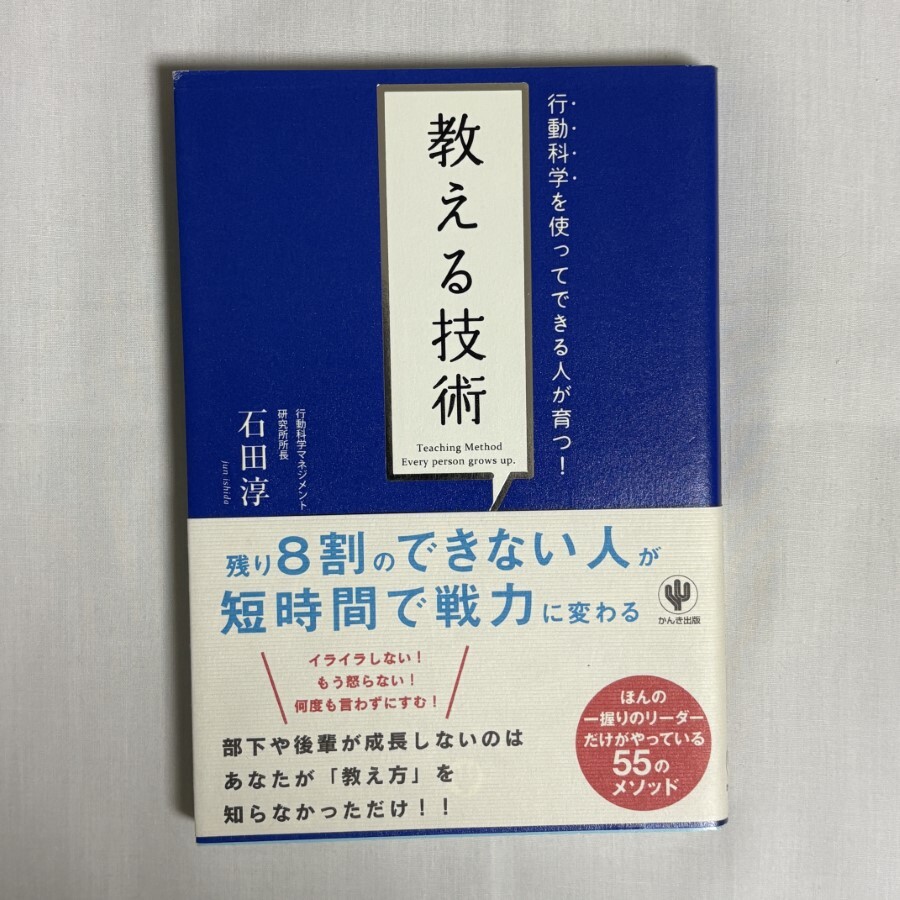 行動科学を使ってできる人が育つ！
教える技術
Teaching Method
Every person grows up.
行動科学マネジメント
研究所所長
石田淳
jun ishida
残り8割のできない人が
短時間で戦力に変わる
かんき出版
イライラしない！
もう怒らない！
何度も言わずにすむ！
部下や後輩が成長しないのは
あなたが「教え方」を
知らなかっただけ！！
ほんの
一握りのリーダー
だけがやっている
55の
メソッド